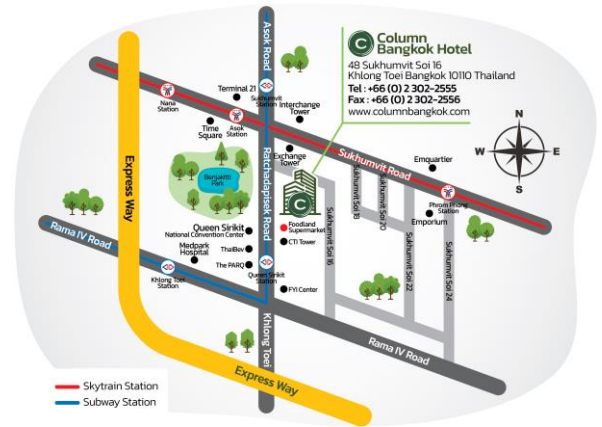 Asok Road
Column
Bangkok Hotel
48 Sukhumvit Soi 16
Khlong Toei Bangkok 10110 Thailand
Tel : +66 (0) 2 302-2555
Fax : +66 (0) 2 302-2556
www.columnbangkok.com
Nana
Station
Terminal 21
Sukhumvit
Station
Interchange
Tower
Time
Square
Asok
Station
Exchange
Tower
Sukhumvit Road
Emquartier
N
W
E
S
Express Way
Benjakitti
Park
Ratchadapisek Road
C
Foodland
Supermarket
Sukhumvit Soi 18
Sukhumvit Soi 20
Phrom Phong
Station
Emporium
Rama IV Road
Queen Sirikit
National Convention Center
CTI Tower
Sukhumvit Soi 16
Sukhumvit Soi 22
Sukhumvit Soi 24
Medpark
Hospital
ThaiBev
The PARQ
Queen Sirikit
Station
Khlong Toei
Station
FYI Center
Khlong Toei
Rama IV Road
Express Way
Skytrain Station
Subway Station